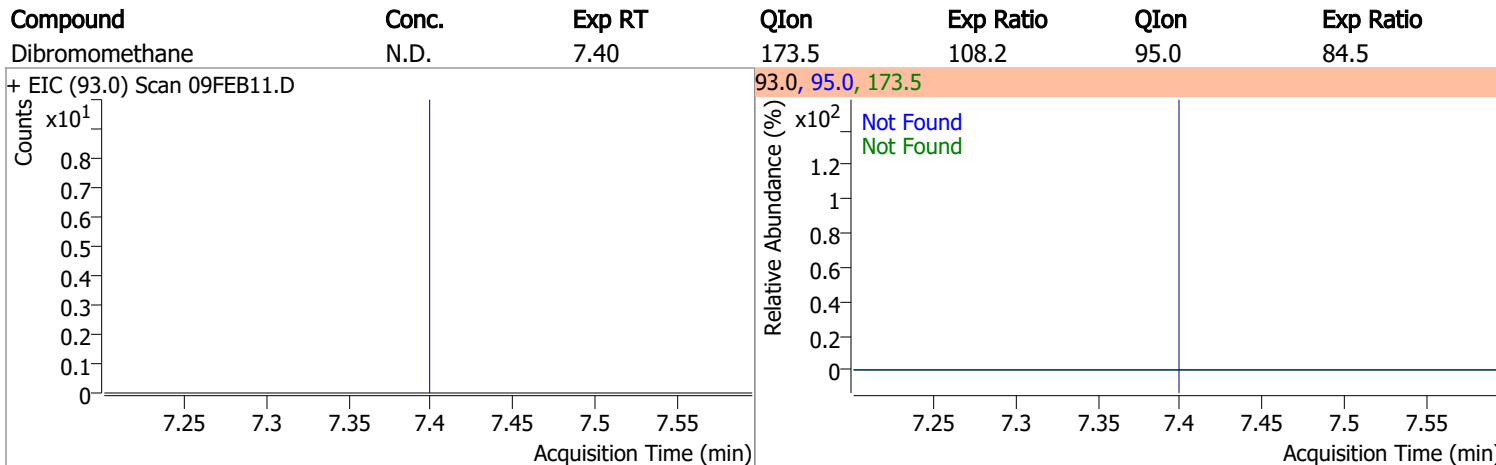 Compound Conc. Exp RT QIon Exp Ratio QIon Exp Ratio
Dibromomethane N.D. 7.40 173.5 108.2 95.0 84.5
+ EIC (93.0) Scan 09FEB11.D
Counts
x10¹
0.8
0.7
0.6
0.5
0.4
0.3
0.2
0.1
0
7.25 7.3 7.35 7.4 7.45 7.5 7.55
Acquisition Time (min)
93.0, 95.0, 173.5
Relative Abundance (%)
x10²
Not Found
Not Found
1.2
1
0.8
0.6
0.4
0.2
0
7.25 7.3 7.35 7.4 7.45 7.5 7.55
Acquisition Time (min)